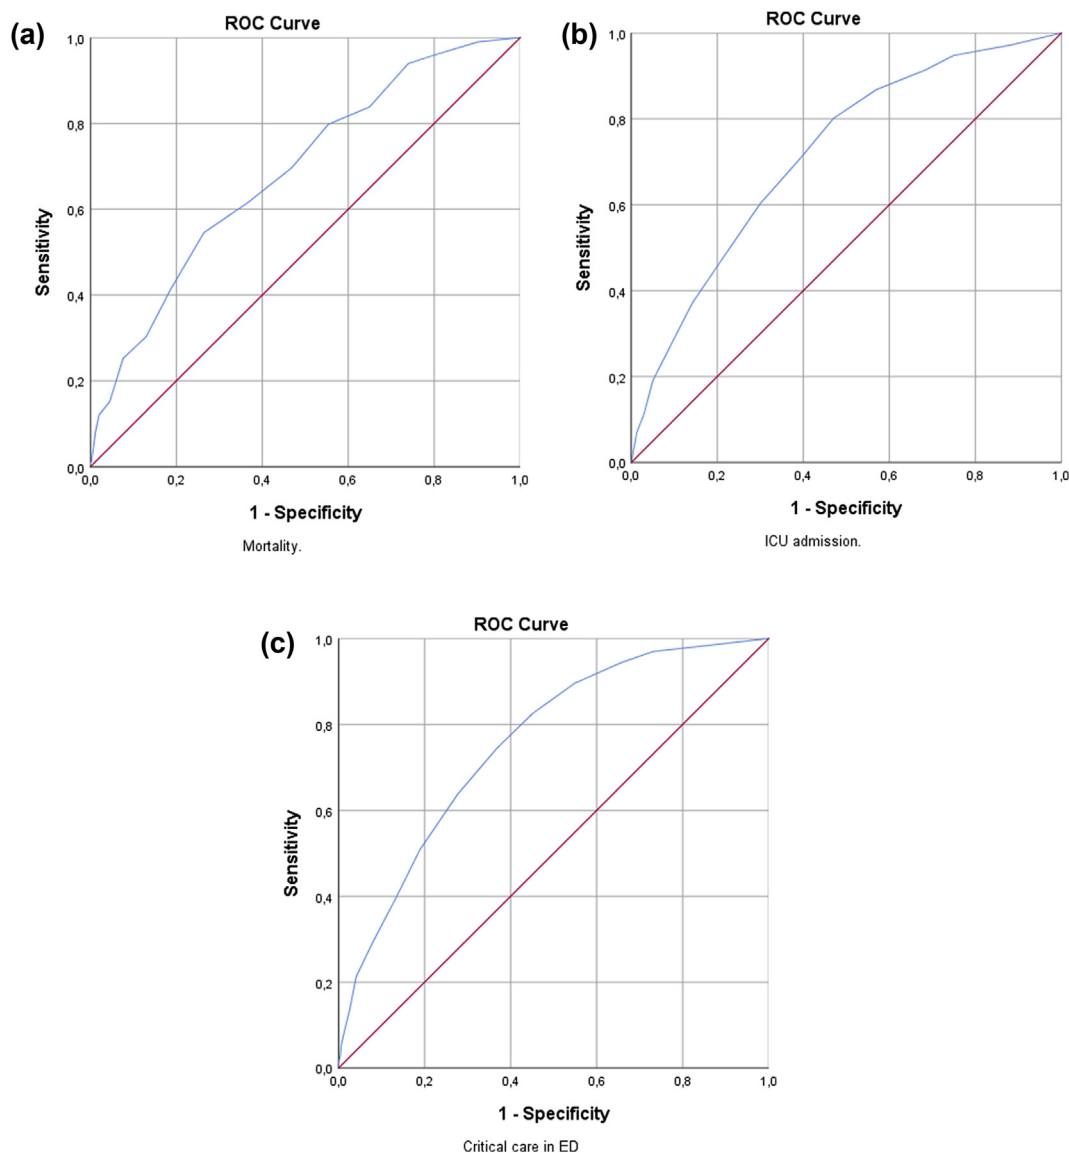 (a)
ROC Curve
1,0
0,8
0,6
0,4
0,2
0,0
Sensitivity
0,0 0,2 0,4 0,6 0,8 1,0
1 - Specificity
Mortality.
(b)
ROC Curve
1,0
0,8
0,6
0,4
0,2
0,0
Sensitivity
0,0 0,2 0,4 0,6 0,8 1,0
1 - Specificity
ICU admission.
(c)
ROC Curve
1,0
0,8
0,6
0,4
0,2
0,0
Sensitivity
0,0 0,2 0,4 0,6 0,8 1,0
1 - Specificity
Critical care in ED